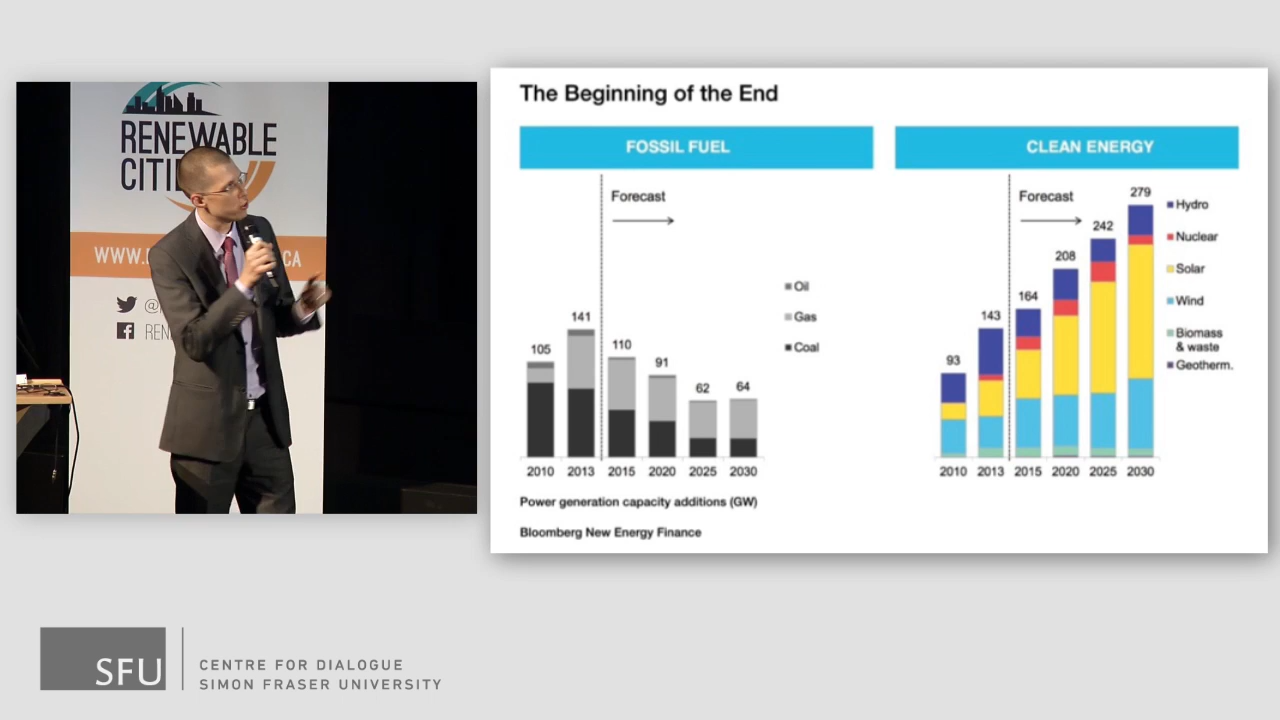 RENEWABLE
WWW.
CA
The Beginning of the End
FOSSIL FUEL
Forecast
105
141
110
91
62
64
Oil
Gas
Coal
2010 2013 2015 2020 2025 2030
Power generation capacity additions (GW)
Bloomberg New Energy Finance
CLEAN ENERGY
Forecast
93
143
164
208
242
279
Hydro
Nuclear
Solar
Wind
Biomass
& waste
Geotherm.
2010 2013 2015 2020 2025 2030
SFU
CENTRE FOR DIALOGUE
SIMON FRASER UNIVERSITY